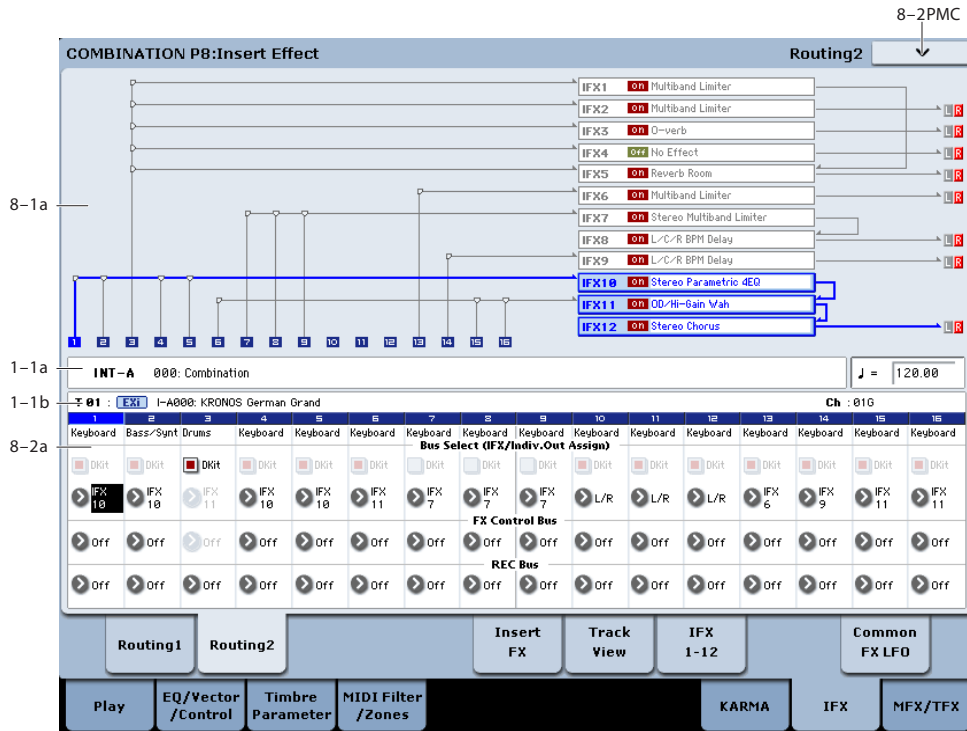 8–2PMC
COMBINATION P8:Insert Effect
Routing2
IFX1 On Multiband Limiter
IFX2 On Multiband Limiter L R
IFX3 On O-verb L R
IFX4 Off No Effect L R
IFX5 On Reverb Room L R
8–1a
IFX6 On Multiband Limiter L R
IFX7 On Stereo Multiband Limiter
IFX8 On L/C/R BPM Delay L R
IFX9 On L/C/R BPM Delay L R
IFX10 On Stereo Parametric 4EQ
IFX11 On OD/Hi-Gain Wah
IFX12 On Stereo Chorus L R
1 2 3 4 5 6 7 8 9 10 11 12 13 14 15 16
1–1a
INT-A 000: Combination
♩ = 120.00
1–1b
T 01 : EXi I-A000: KRONOS German Grand Ch :01G
1 2 3 4 5 6 7 8 9 10 11 12 13 14 15 16
Keyboard Bass/Synt Drums Keyboard Keyboard Keyboard Keyboard Keyboard Keyboard Keyboard Keyboard Keyboard Keyboard Keyboard Keyboard Keyboard
8–2a
Bus Select (IFX/Indiv.Out Assign)
DKit DKit DKit DKit DKit DKit DKit DKit DKit DKit DKit DKit DKit DKit DKit DKit
IFX IFX IFX IFX IFX IFX IFX IFX IFX L/R L/R L/R IFX IFX IFX IFX
10 10 11 10 10 11 7 7 7 6 9 11 11
FX Control Bus
Off Off Off Off Off Off Off Off Off Off Off Off Off Off Off Off
REC Bus
Off Off Off Off Off Off Off Off Off Off Off Off Off Off Off Off
Routing1
Routing2
Insert FX
Track View
IFX 1-12
Common FX LFO
Play
EQ/Vector /Control
Timbre Parameter
MIDI Filter /Zones
KARMA
IFX
MFX/TFX